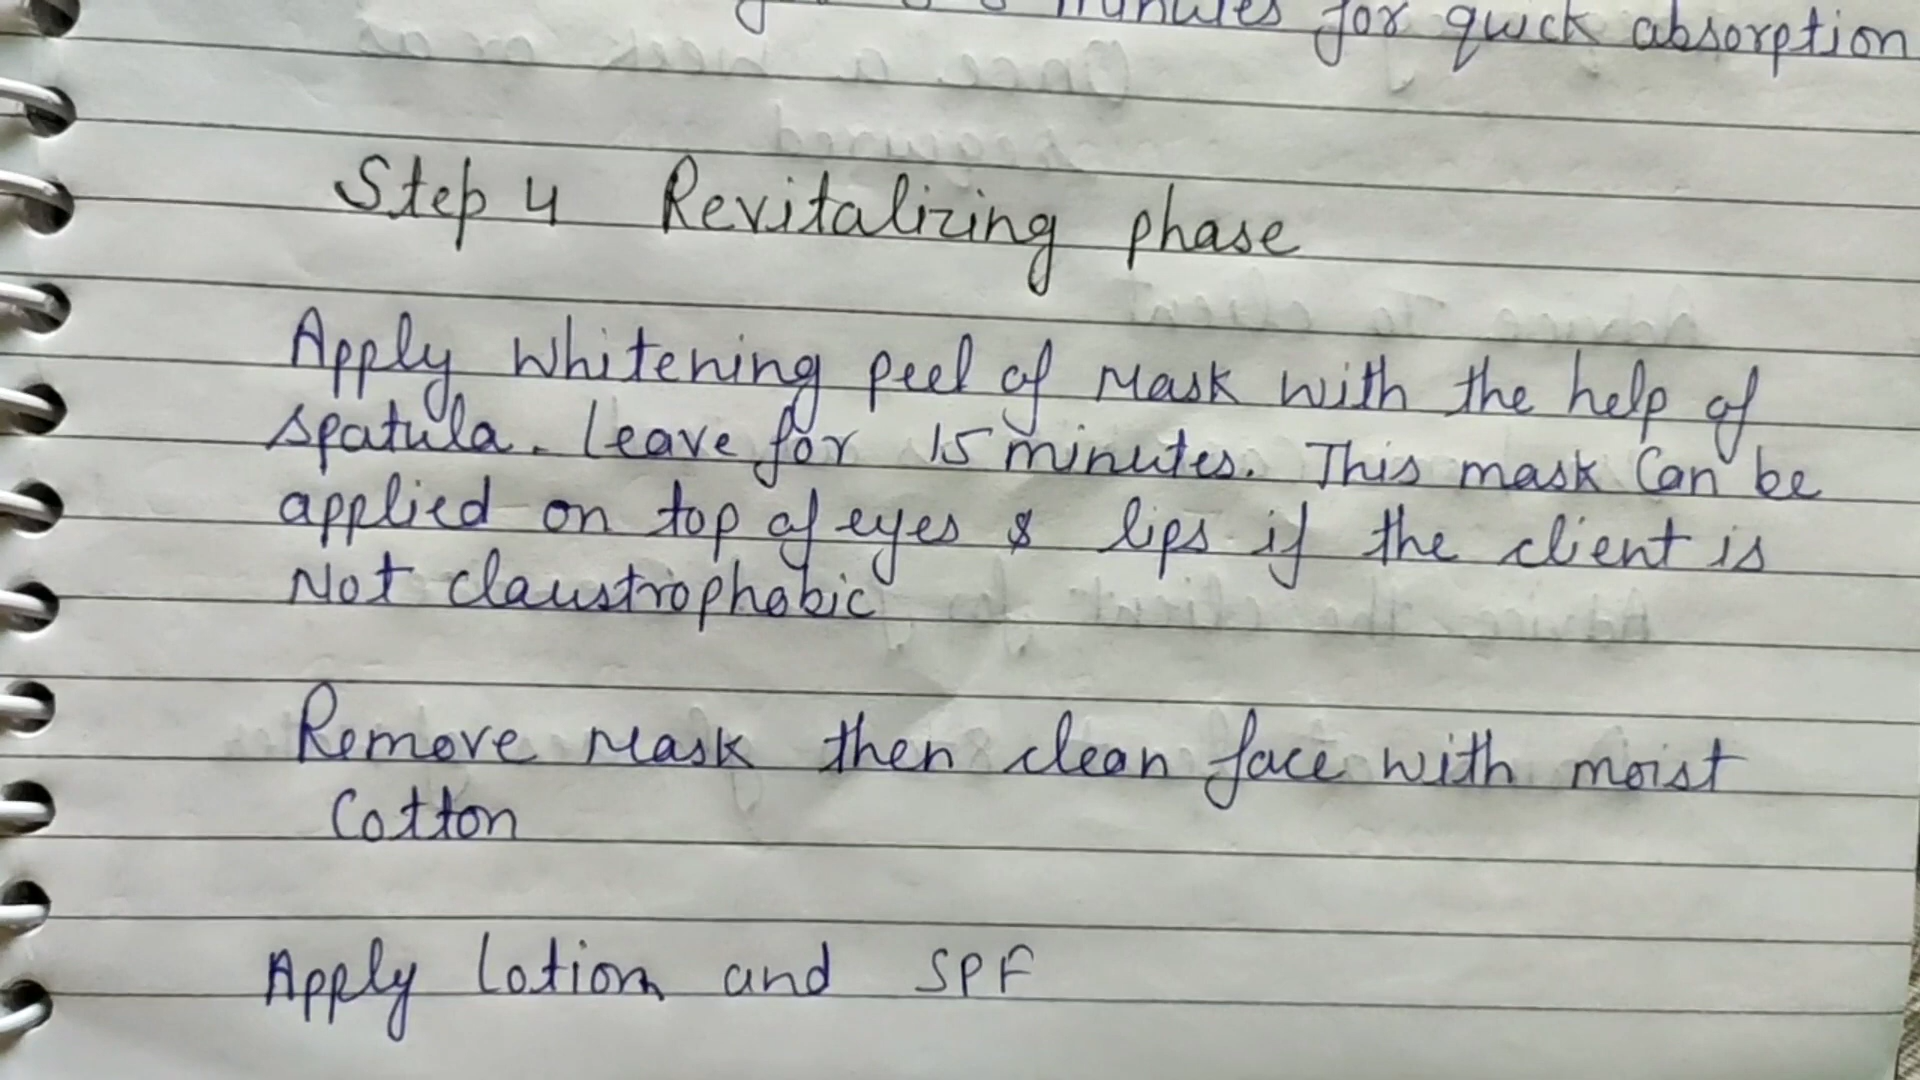 minutes for quick absorption
Step 4 Revitalizing phase
Apply Whitening peel of Mask with the help of
spatula. Leave for 15 minutes. This mask Can be
applied on top of eyes & lips if the client is
Not claustrophobic
Remove Mask then clean face with moist
Cotton
Apply Lotion and SPF